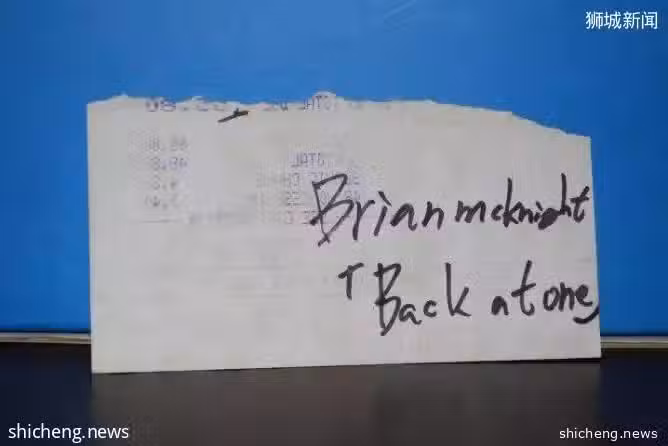 狮城新闻
Brian mcknight
「Back at one」
shicheng.news
shicheng.news